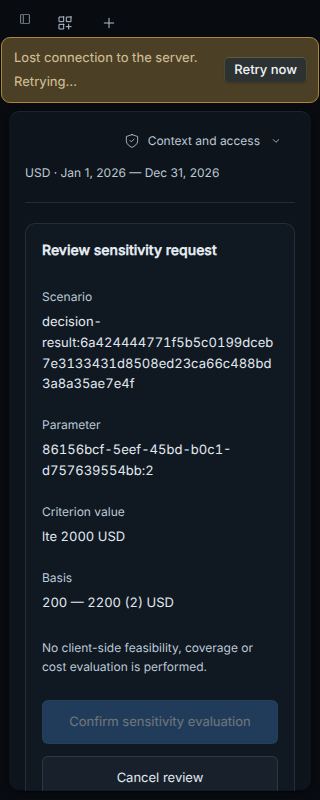 Lost connection to the server.
Retrying...
Retry now
Context and access
USD · Jan 1, 2026 — Dec 31, 2026
Review sensitivity request
Scenario
decision-
result:6a424444771f5b5c0199dceb
7e3133431d8508ed23ca66c488bd
3a8a35ae7e4f
Parameter
86156bcf-5eef-45bd-b0c1-
d757639554bb:2
Criterion value
lte 2000 USD
Basis
200 — 2200 (2) USD
No client-side feasibility, coverage or
cost evaluation is performed.
Confirm sensitivity evaluation
Cancel review